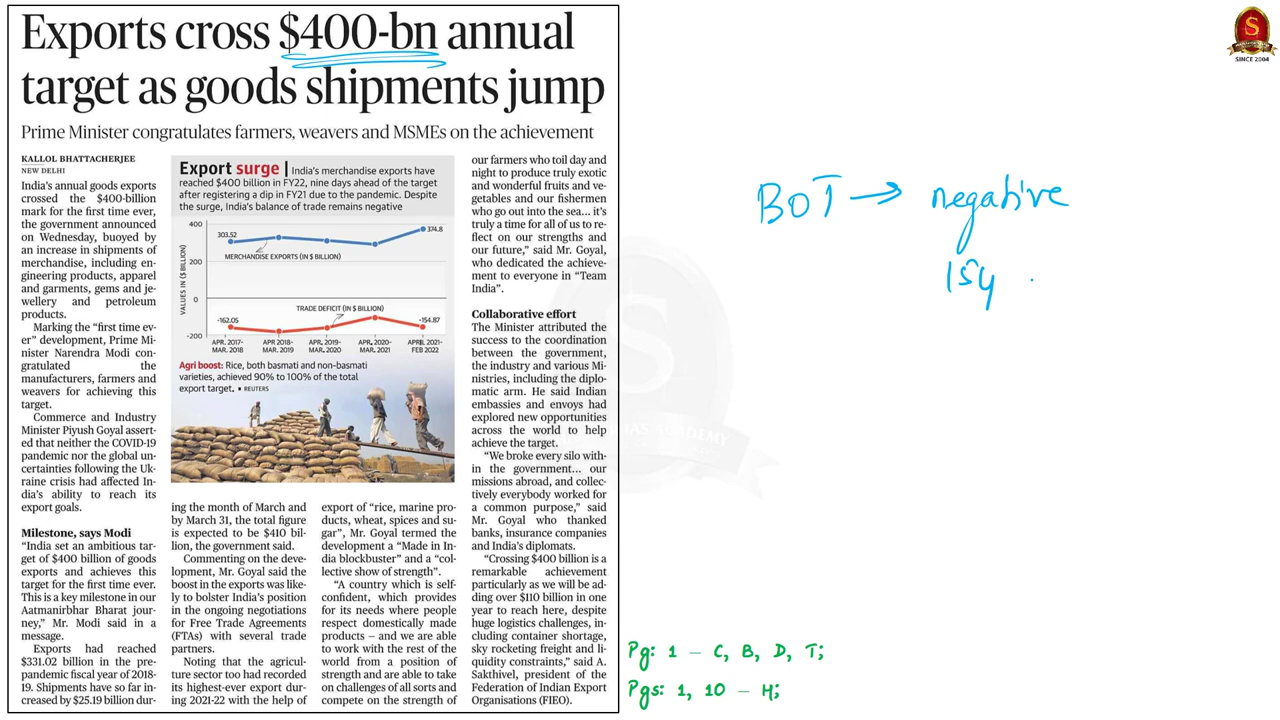 Exports cross $400-bn annual
target as goods shipments jump
Prime Minister congratulates farmers, weavers and MSMEs on the achievement
KALLOL BHATTACHERJEE
NEW DELHI
India's annual goods exports
crossed the $400-billion
mark for the first time ever,
the government announced
on Wednesday, buoyed by
an increase in shipments of
merchandise, including en-
gineering products, apparel
and garments, gems and je-
wellery and petroleum
products.
Marking the "first time ev-
er" development, Prime Mi-
nister Narendra Modi con-
gratulated the
manufacturers, farmers and
weavers for achieving this
target.
Commerce and Industry
Minister Piyush Goyal assert-
ed that neither the COVID-19
pandemic nor the global un-
certainties following the Uk-
raine crisis had affected In-
dia's ability to reach its
export goals.
Milestone, says Modi
"India set an ambitious tar-
get of $400 billion of goods
exports and achieves this
target for the first time ever.
This is a key milestone in our
Aatmanirbhar Bharat jour-
ney," Mr. Modi said in a
message.
Exports had reached
$331.02 billion in the pre-
pandemic fiscal year of 2018-
19. Shipments have so far in-
creased by $25.19 billion dur-
Export surge | India's merchandise exports have
reached $400 billion in FY22, nine days ahead of the target
after registering a dip in FY21 due to the pandemic. Despite
the surge, India's balance of trade remains negative
VALUES IN ($ BILLION)
400
200
0
-200
303.52
374.8
MERCHANDISE EXPORTS (IN $ BILLION)
TRADE DEFICIT (IN $ BILLION)
-162.05
-154.87
APR. 2017-
MAR. 2018
APR 2018-
MAR. 2019
APR. 2019-
MAR. 2020
APR. 2020-
MAR. 2021
APRIL 2021-
FEB 2022
Agri boost: Rice, both basmati and non-basmati
varieties, achieved 90% to 100% of the total
export target. • REUTERS
ing the month of March and
by March 31, the total figure
is expected to be $410 bil-
lion, the government said.
Commenting on the deve-
lopment, Mr. Goyal said the
boost in the exports was like-
ly to bolster India's position
in the ongoing negotiations
for Free Trade Agreements
(FTAs) with several trade
partners.
Noting that the agricul-
ture sector too had recorded
its highest-ever export dur-
ing 2021-22 with the help of
export of "rice, marine pro-
ducts, wheat, spices and su-
gar", Mr. Goyal termed the
development a "Made in In-
dia blockbuster" and a "col-
lective show of strength".
"A country which is self-
confident, which provides
for its needs where people
respect domestically made
products – and we are able
to work with the rest of the
world from a position of
strength and are able to take
on challenges of all sorts and
compete on the strength of
our farmers who toil day and
night to produce truly exotic
and wonderful fruits and ve-
getables and our fishermen
who go out into the sea... it's
truly a time for all of us to re-
flect on our strengths and
our future," said Mr. Goyal,
who dedicated the achieve-
ment to everyone in "Team
India".
Collaborative effort
The Minister attributed the
success to the coordination
between the government,
the industry and various Mi-
nistries, including the diplo-
matic arm. He said Indian
embassies and envoys had
explored new opportunities
across the world to help
achieve the target.
"We broke every silo with-
in the government... our
missions abroad, and collec-
tively everybody worked for
a common purpose," said
Mr. Goyal who thanked
banks, insurance companies
and India's diplomats.
"Crossing $400 billion is a
remarkable achievement
particularly as we will be ad-
ding over $110 billion in one
year to reach here, despite
huge logistics challenges, in-
cluding container shortage,
sky rocketing freight and li-
quidity constraints," said A.
Sakthivel, president of the
Federation of Indian Export
Organisations (FIEO).
BOT → negative
154
Pg: 1 – C, B, D, T;
Pgs: 1, 10 – H;
S
SINCE 2004